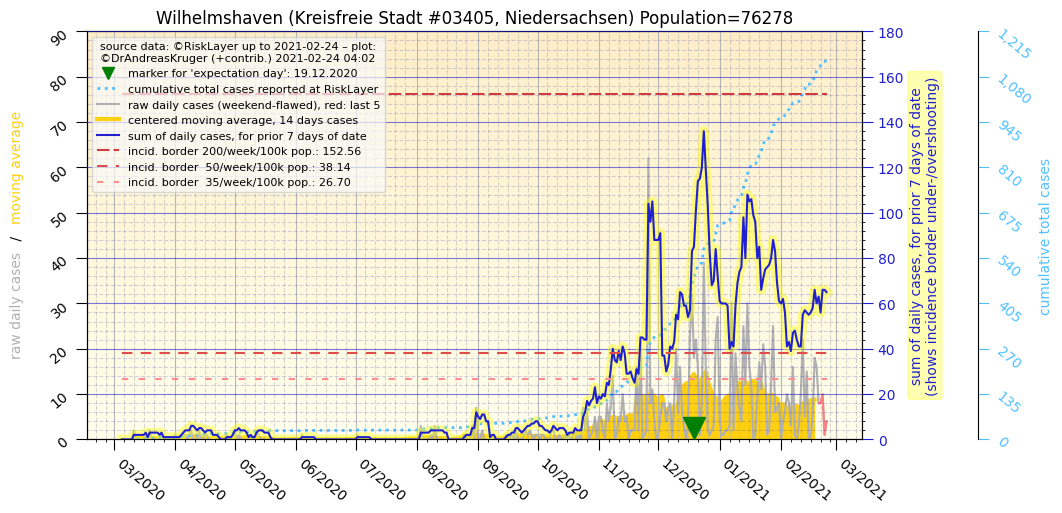 Wilhelmshaven (Kreisfreie Stadt #03405, Niedersachsen) Population=76278
source data: ©RiskLayer up to 2021-02-24 – plot:
©DrAndreasKruger (+contrib.) 2021-02-24 04:02
marker for 'expectation day': 19.12.2020
cumulative total cases reported at RiskLayer
raw daily cases (weekend-flawed), red: last 5
centered moving average, 14 days cases
sum of daily cases, for prior 7 days of date
incid. border 200/week/100k pop.: 152.56
incid. border  50/week/100k pop.: 38.14
incid. border  35/week/100k pop.: 26.70
raw daily cases  /  moving average
90
80
70
60
50
40
30
20
10
0
180
160
140
120
100
80
60
40
20
0
sum of daily cases, for prior 7 days of date
(shows incidence border under-/overshooting)
1,215
1,080
945
810
675
540
405
270
135
0
cumulative total cases
03/2020
04/2020
05/2020
06/2020
07/2020
08/2020
09/2020
10/2020
11/2020
12/2020
01/2021
02/2021
03/2021